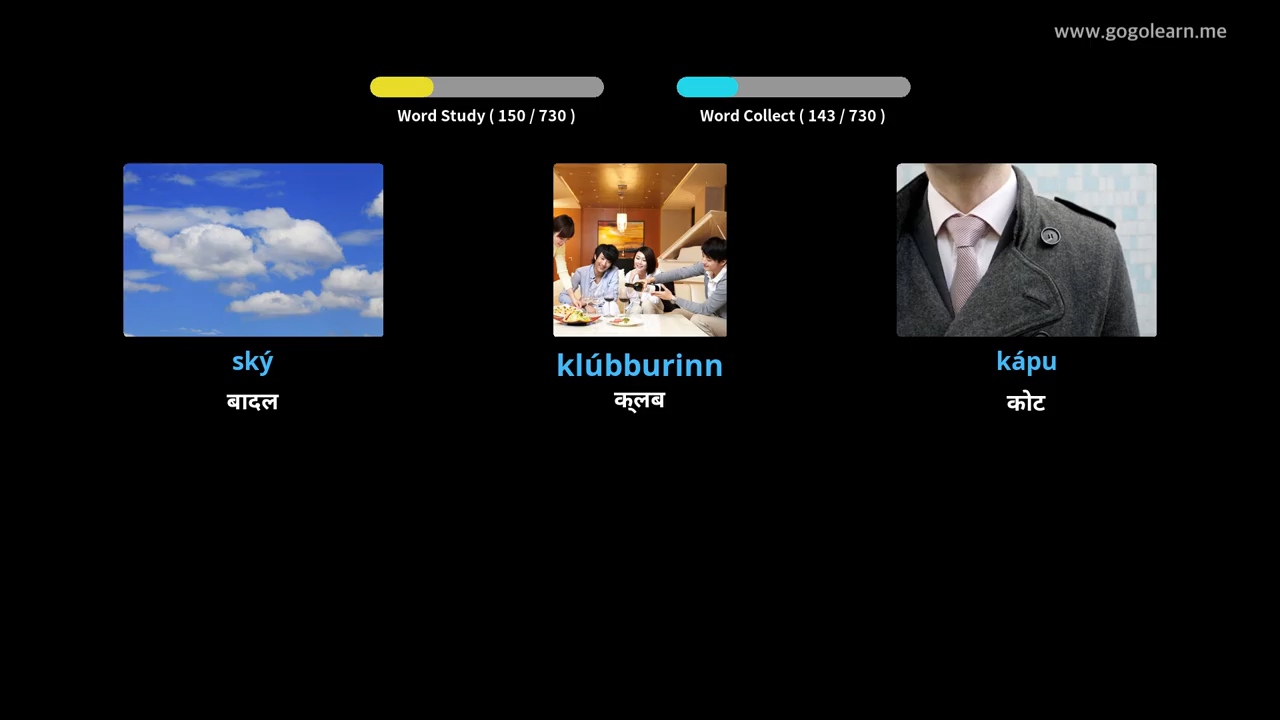 www.gogolearn.me
Word Study ( 150 / 730 )
Word Collect ( 143 / 730 )
ský
बादल
klúbburinn
क्लब
kápu
कोट